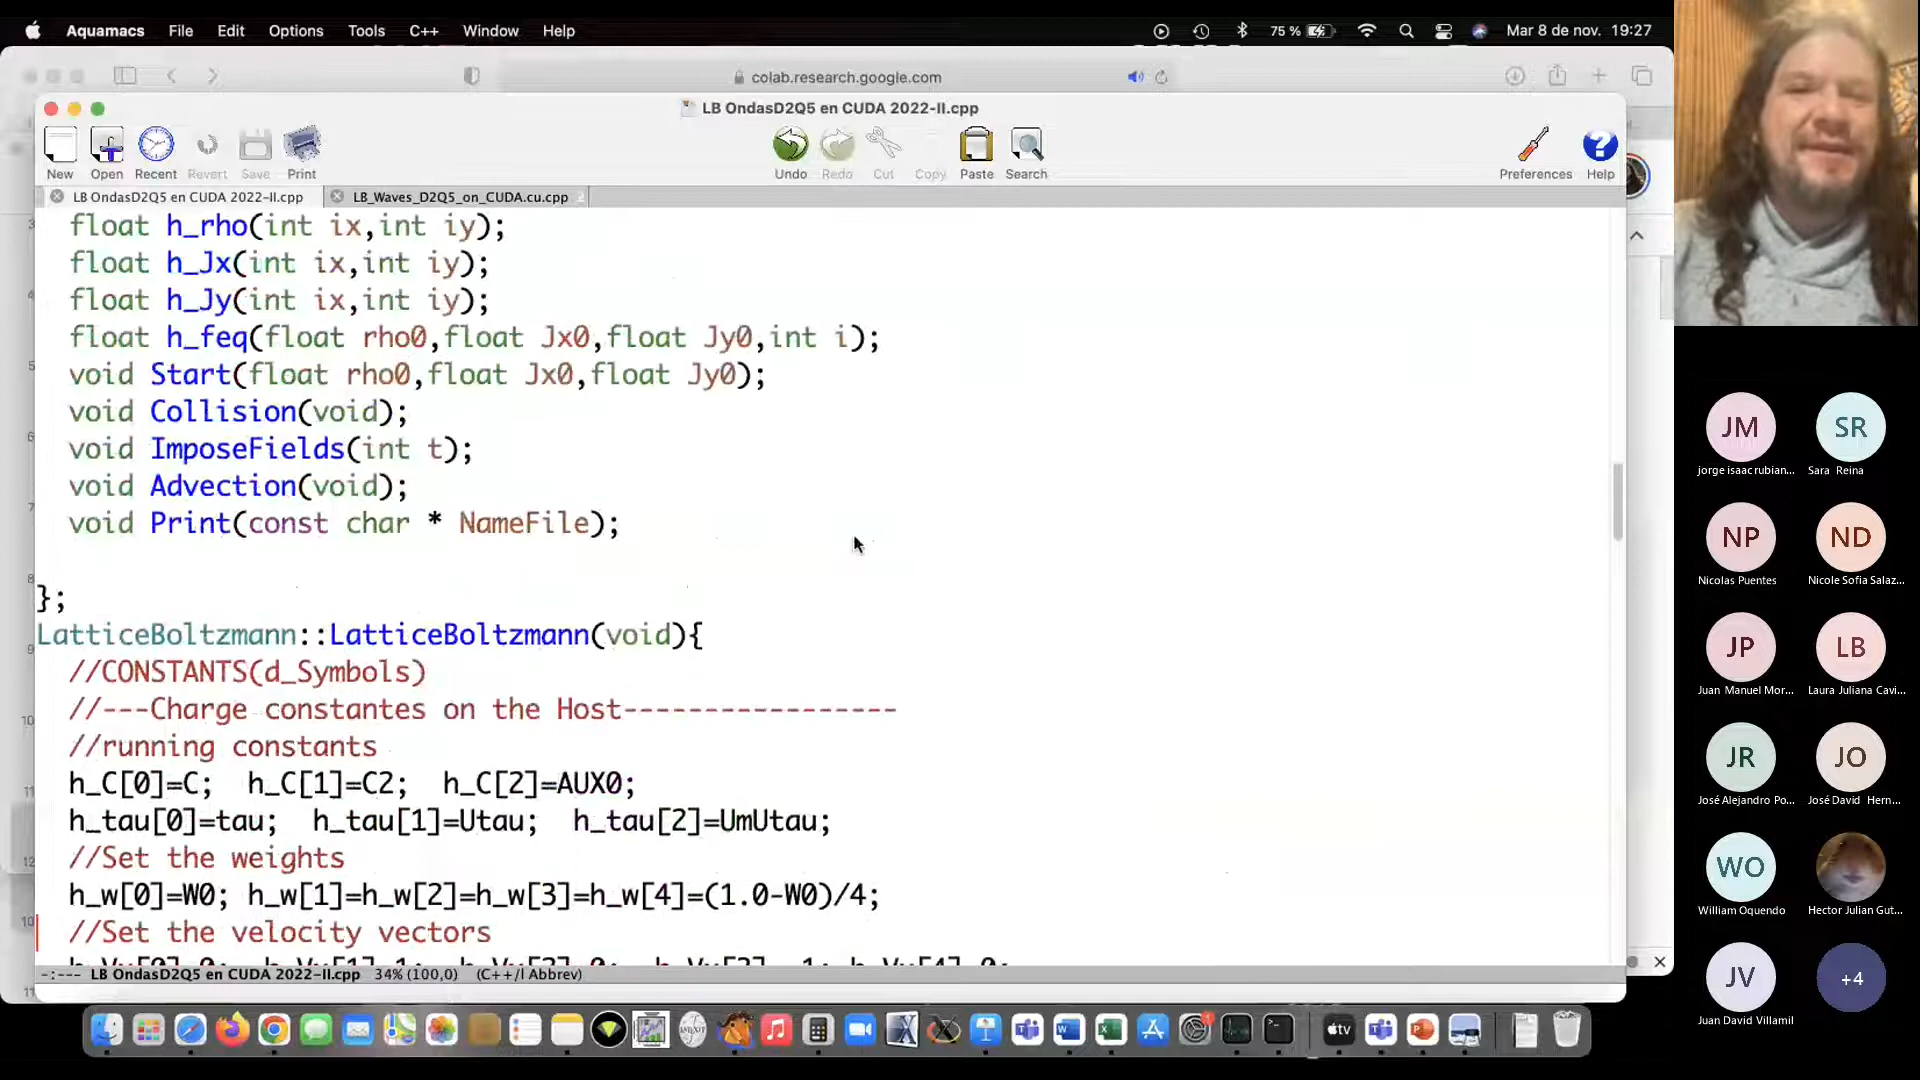 Aquamacs File Edit Options Tools C++ Window Help 75 % Mar 8 de nov. 19:27
colab.research.google.com
LB OndasD2Q5 en CUDA 2022-II.cpp
New Open Recent Revert Save Print Undo Redo Cut Copy Paste Search Preferences Help
LB OndasD2Q5 en CUDA 2022-II.cpp LB_Waves_D2Q5_on_CUDA.cu.cpp
float h_rho(int ix,int iy);
float h_Jx(int ix,int iy);
float h_Jy(int ix,int iy);
float h_feq(float rho0,float Jx0,float Jy0,int i);
void Start(float rho0,float Jx0,float Jy0);
void Collision(void);
void ImposeFields(int t);
void Advection(void);
void Print(const char * NameFile);
};
LatticeBoltzmann::LatticeBoltzmann(void){
//CONSTANTS(d_Symbols)
//---Charge constantes on the Host-----------------
//running constants
h_C[0]=C; h_C[1]=C2; h_C[2]=AUX0;
h_tau[0]=tau; h_tau[1]=Utau; h_tau[2]=UmUtau;
//Set the weights
h_w[0]=W0; h_w[1]=h_w[2]=h_w[3]=h_w[4]=(1.0-W0)/4;
//Set the velocity vectors
-:--- LB OndasD2Q5 en CUDA 2022-II.cpp 34% (100,0) (C++/l Abbrev)
tv
JM SR
jorge isaac rubian... Sara Reina
NP ND
Nicolas Puentes Nicole Sofia Salaz...
JP LB
Juan Manuel Mor... Laura Juliana Cavi...
JR JO
José Alejandro Po... José David Hern...
WO
William Oquendo Hector Julian Gut...
JV +4
Juan David Villamil